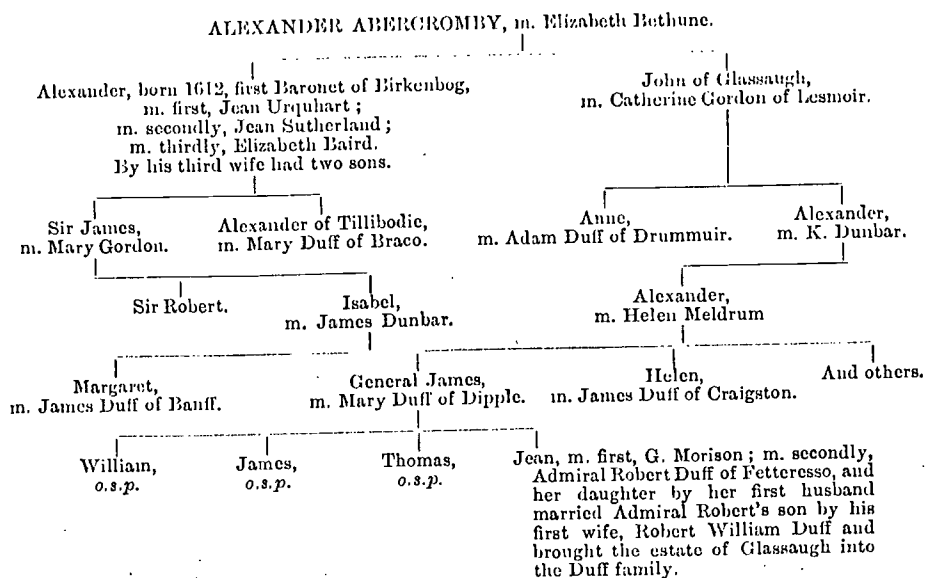 ALEXANDER ABERCROMBY, m. Elizabeth Bethune.
Alexander, born 1612, first Baronet of Birkenbog,
m. first, Jean Urquhart;
m. secondly, Jean Sutherland;
m. thirdly, Elizabeth Baird.
By his third wife had two sons.
John of Glassaugh,
m. Catherine Gordon of Lesmoir.
Sir James,
m. Mary Gordon.
Alexander of Tillibodie,
m. Mary Duff of Braco.
Anne,
m. Adam Duff of Drummuir.
Alexander,
m. K. Dunbar.
Sir Robert.
Isabel,
m. James Dunbar.
Alexander,
m. Helen Meldrum
Margaret,
m. James Duff of Banff.
General James,
m. Mary Duff of Dipple.
Helen,
m. James Duff of Craigston.
And others.
William,
o.s.p.
James,
o.s.p.
Thomas,
o.s.p.
Jean, m. first, G. Morison; m. secondly,
Admiral Robert Duff of Fetteresso, and
her daughter by her first husband
married Admiral Robert's son by his
first wife, Robert William Duff and
brought the estate of Glassaugh into
the Duff family.